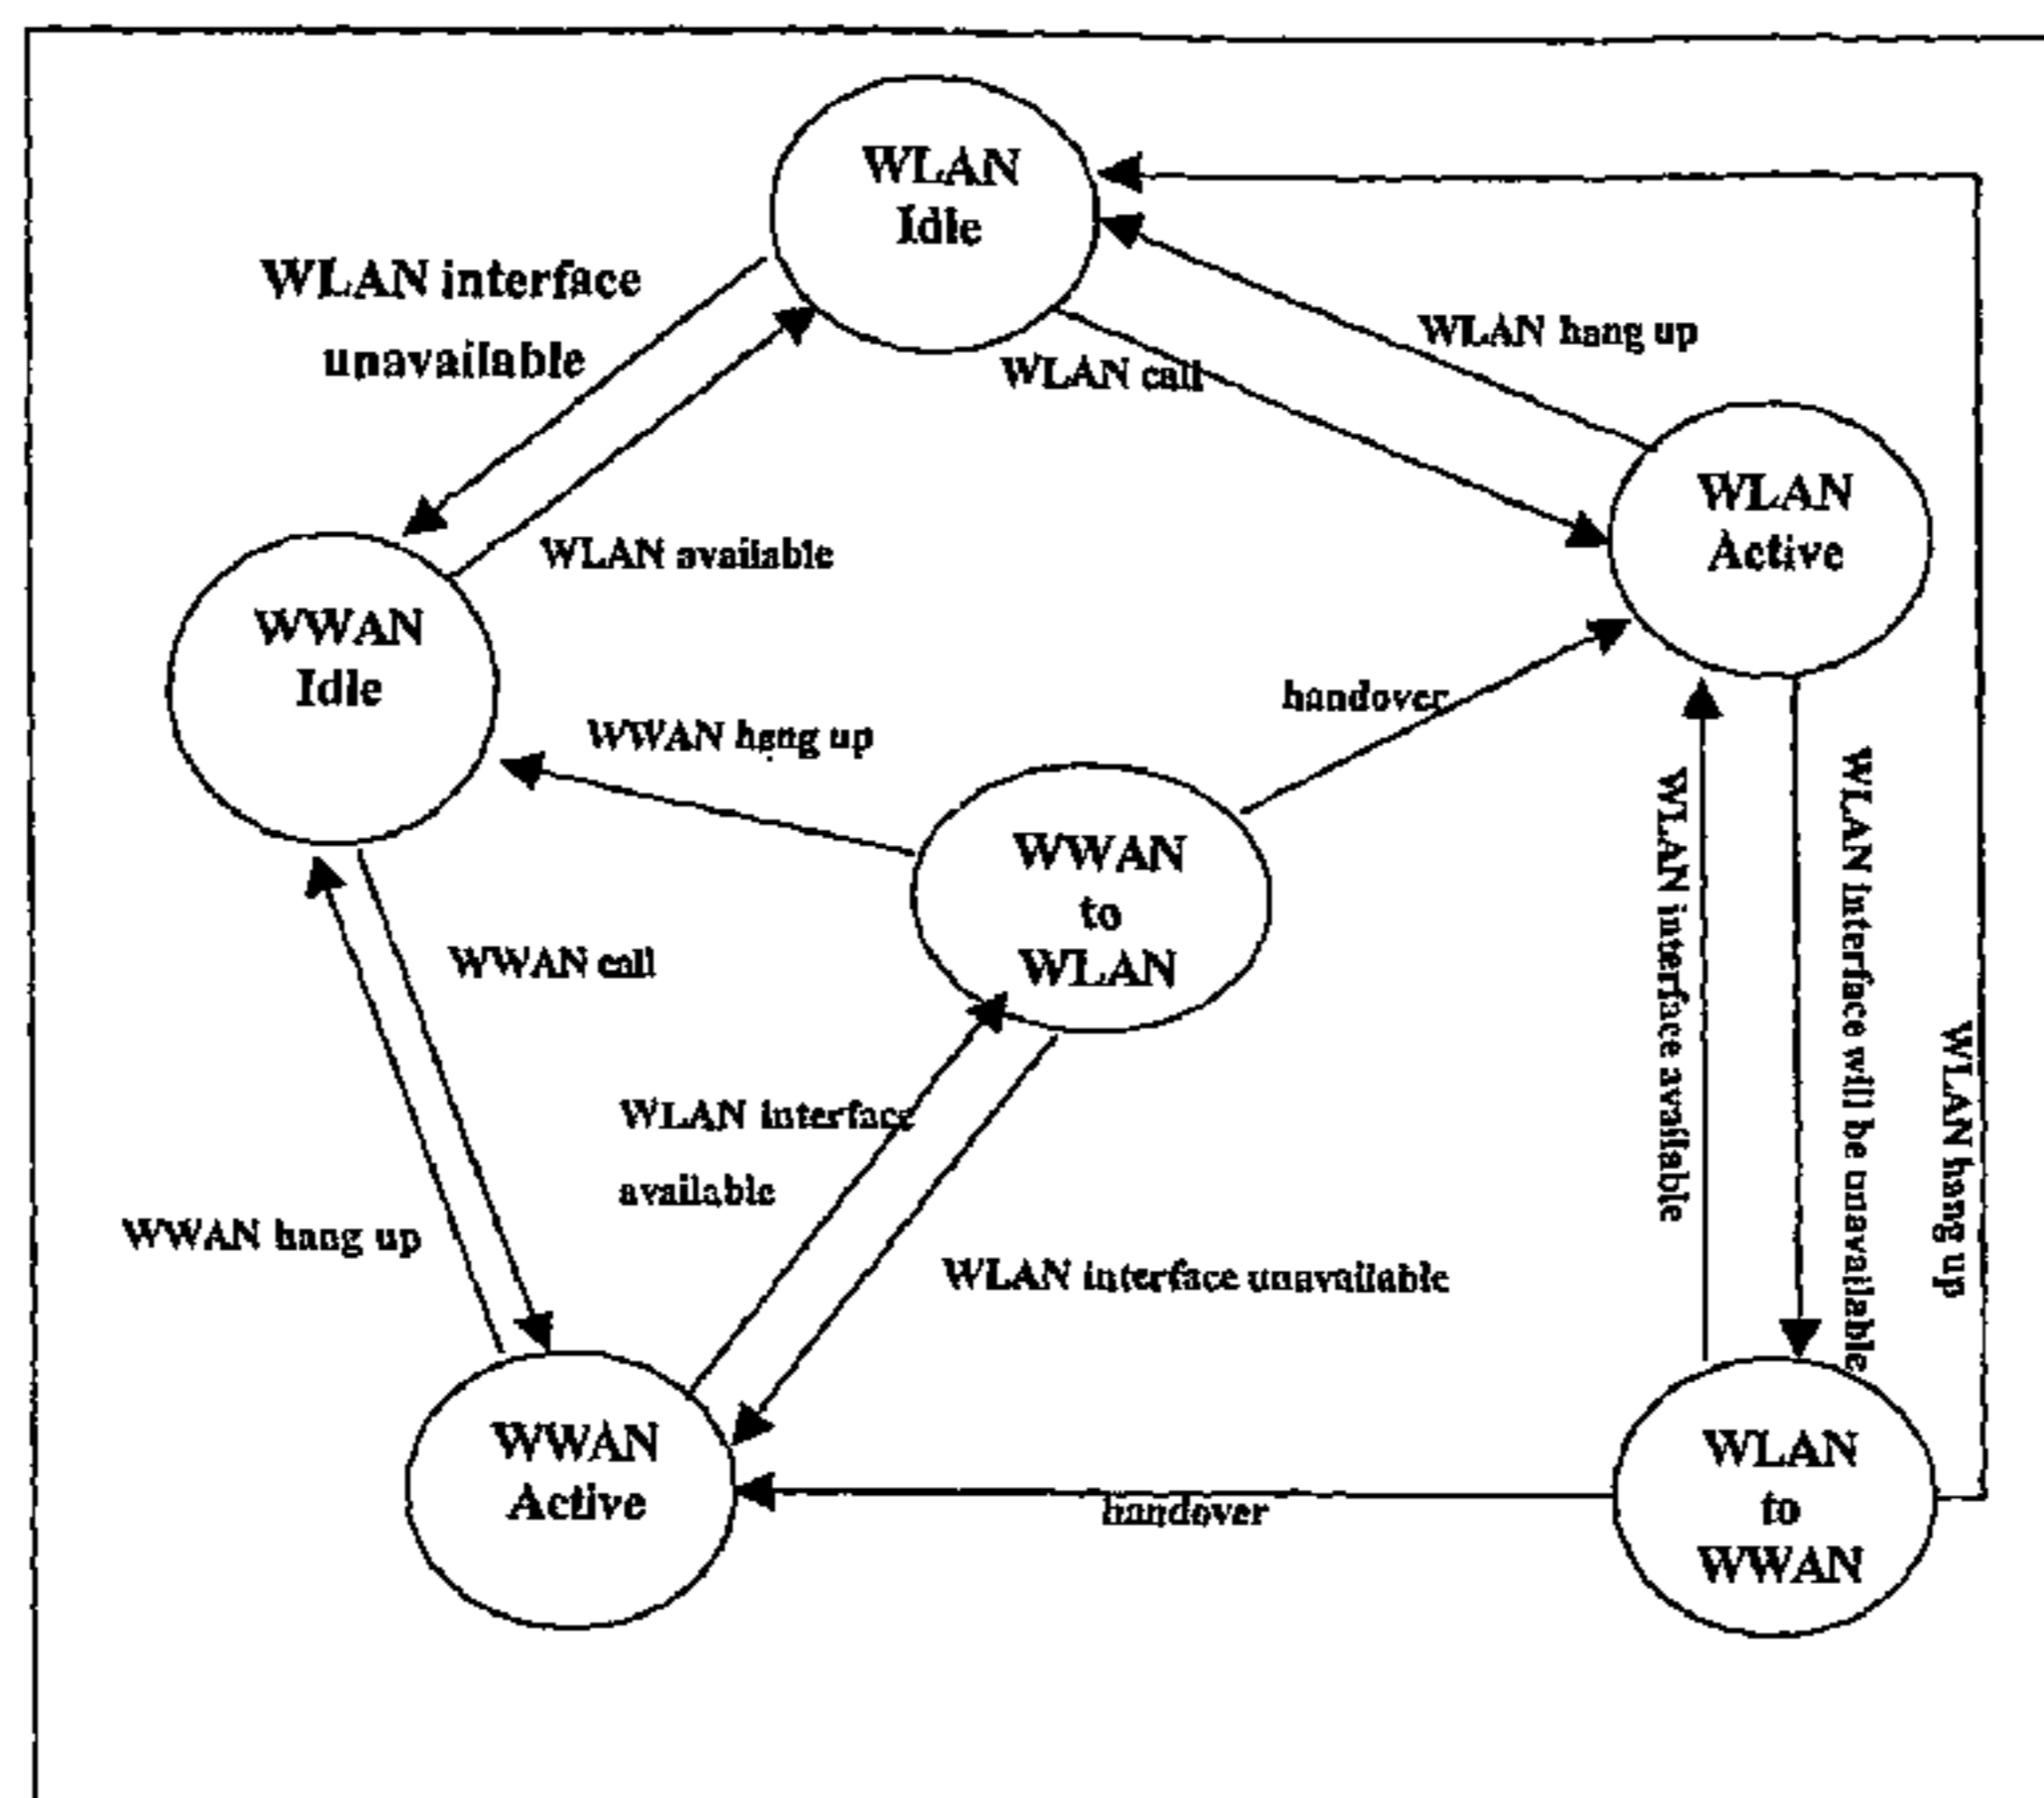 WLAN
Idle
WLAN interface
unavailable
WLAN hang up
WLAN call
WLAN
Active
WLAN available
WWAN
Idle
handover
WWAN hang up
WWAN
to
WLAN
WLAN interface available
WLAN interface will be unavailable
WLAN hang up
WWAN call
WLAN interface
available
WWAN hang up
WLAN interface unavailable
WWAN
Active
handover
WLAN
to
WWAN